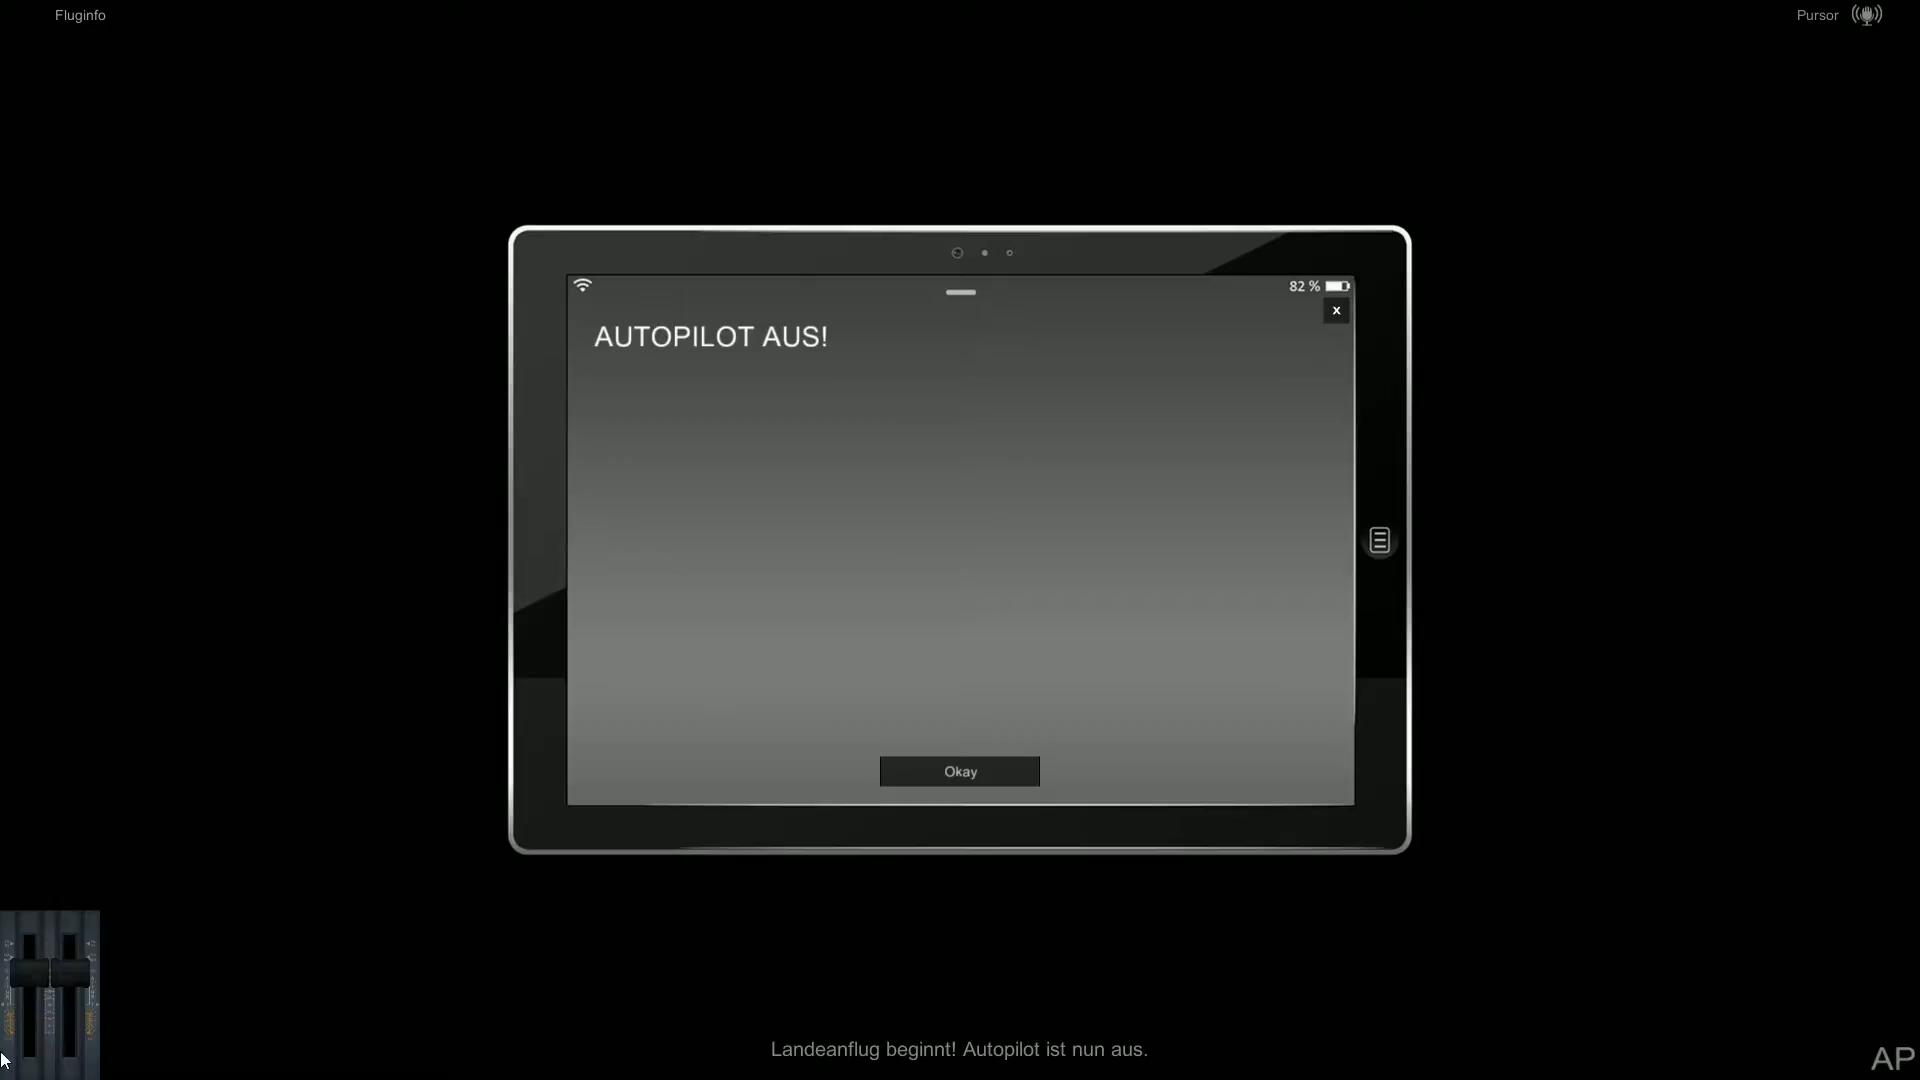 Fluginfo
Pursor
82 %
x
AUTOPILOT AUS!
Okay
Landeanflug beginnt! Autopilot ist nun aus.
AP